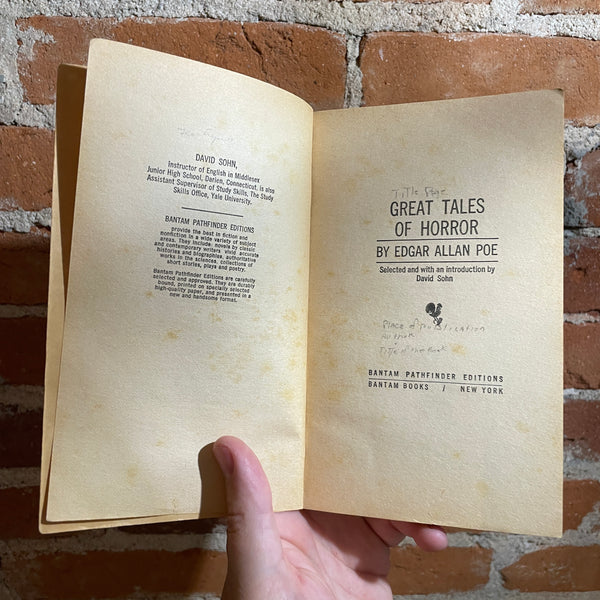 DAVID SOHN,
Instructor of English in Middlesex
Junior High School, Darien, Connecticut, is also
Assistant Supervisor of Study Skills, The Study
Skills Office, Yale University.
BANTAM PATHFINDER EDITIONS
provide the best in fiction and
nonfiction in a wide variety of subject
areas. They include novels by classic
and contemporary writers vivid accurate
histories and biographies, authoritative
works in the sciences, collections of
short stories, plays and poetry.
Bantam Pathfinder Editions are carefully
selected and approved. They are durably
bound, printed on specially selected
high-quality paper, and presented in a
new and handsome format.
Title Page
GREAT TALES
OF HORROR
BY EDGAR ALLAN POE
Selected and with an introduction by
David Sohn
Place of Publication
Author
Title of the Book
BANTAM PATHFINDER EDITIONS
BANTAM BOOKS / NEW YORK